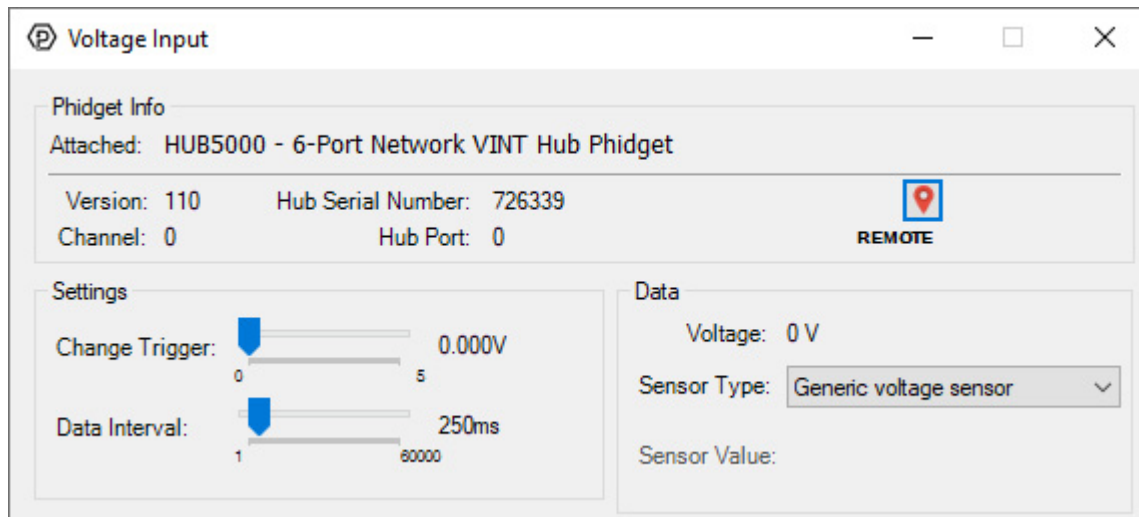 Voltage Input
Phidget Info
Attached: HUB5000 - 6-Port Network VINT Hub Phidget
Version: 110 Hub Serial Number: 726339
Channel: 0 Hub Port: 0 REMOTE
Settings
Change Trigger: 0.000V
0 5
Data Interval: 250ms
1 60000
Data
Voltage: 0 V
Sensor Type: Generic voltage sensor
Sensor Value: